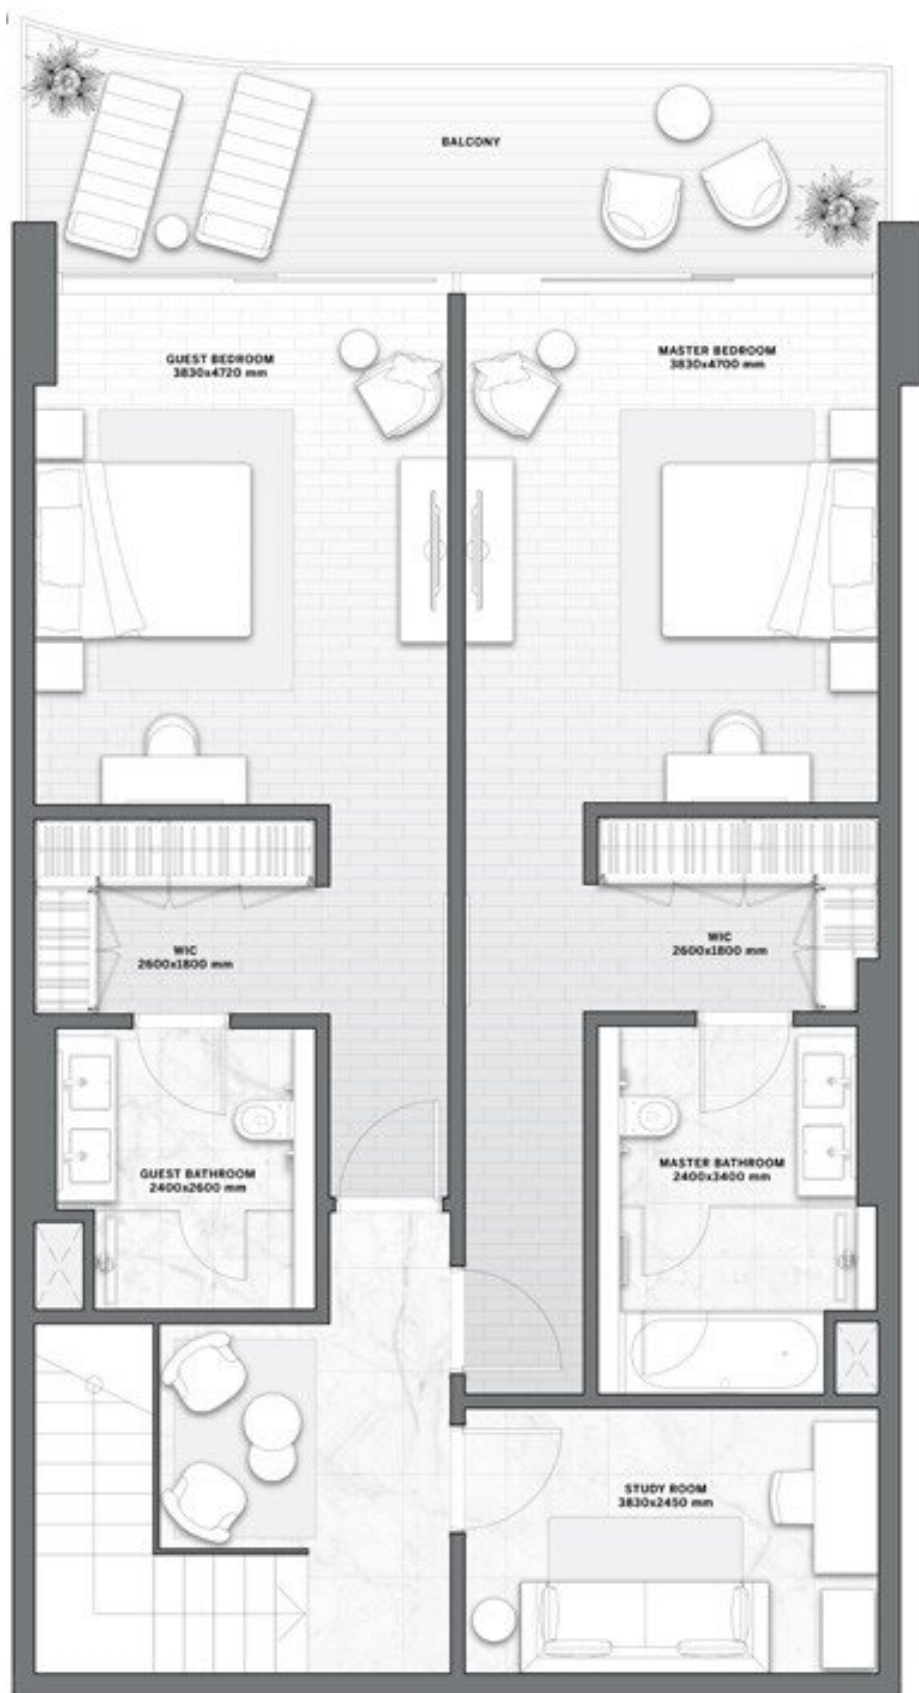 BALCONY
GUEST BEDROOM
3830x4720 mm
MASTER BEDROOM
3830x4700 mm
WIC
2600x1800 mm
WIC
2600x1800 mm
GUEST BATHROOM
2400x2600 mm
MASTER BATHROOM
2400x3400 mm
STUDY ROOM
3830x2450 mm